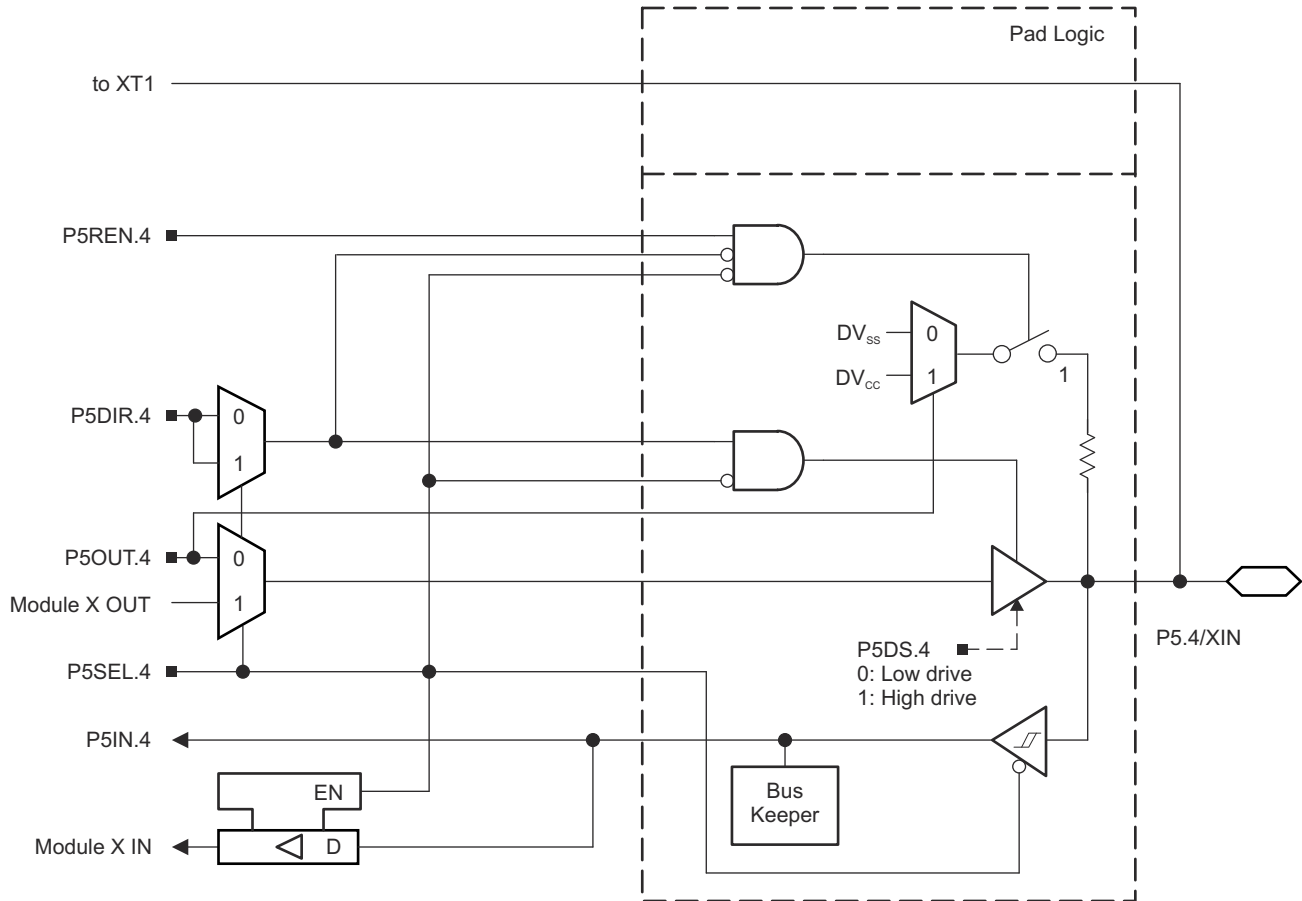 Pad Logic
to XT1
P5REN.4
DVSS
0
DVCC
1
1
P5DIR.4
0
1
P5OUT.4
0
Module X OUT
1
P5DS.4
0: Low drive
1: High drive
P5.4/XIN
P5SEL.4
P5IN.4
EN
Bus
Keeper
Module X IN
D